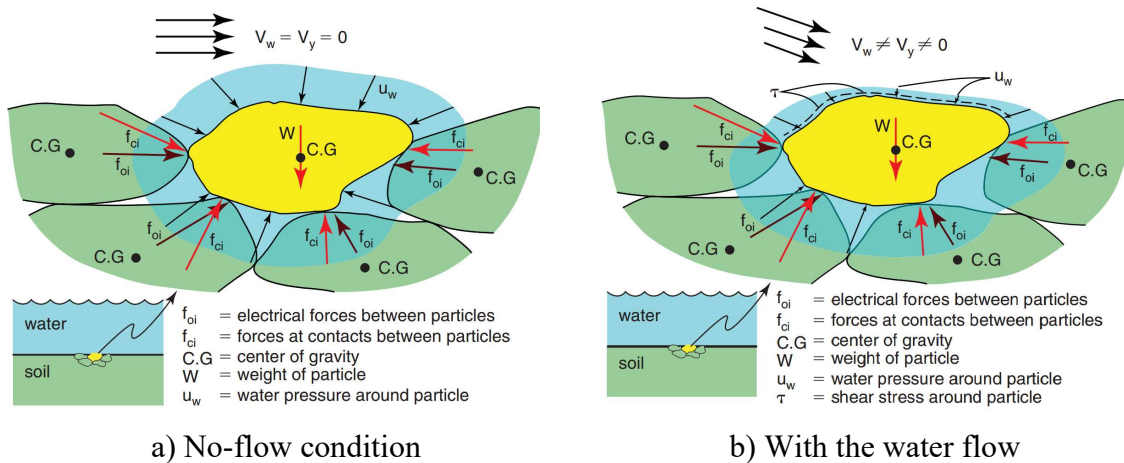 V_w = V_y = 0
u_w
W
C.G
f_ci
f_oi
C.G
f_ci
f_oi
C.G
f_oi
f_ci
f_ci
f_oi
C.G
C.G
water
soil
f_oi = electrical forces between particles
f_ci = forces at contacts between particles
C.G = center of gravity
W = weight of particle
u_w = water pressure around particle
a) No-flow condition
V_w ≠ V_y ≠ 0
τ
u_w
W
C.G
f_ci
f_oi
C.G
f_ci
f_oi
C.G
f_oi
f_ci
f_ci
f_oi
C.G
C.G
water
soil
f_oi = electrical forces between particles
f_ci = forces at contacts between particles
C.G = center of gravity
W = weight of particle
u_w = water pressure around particle
τ = shear stress around particle
b) With the water flow